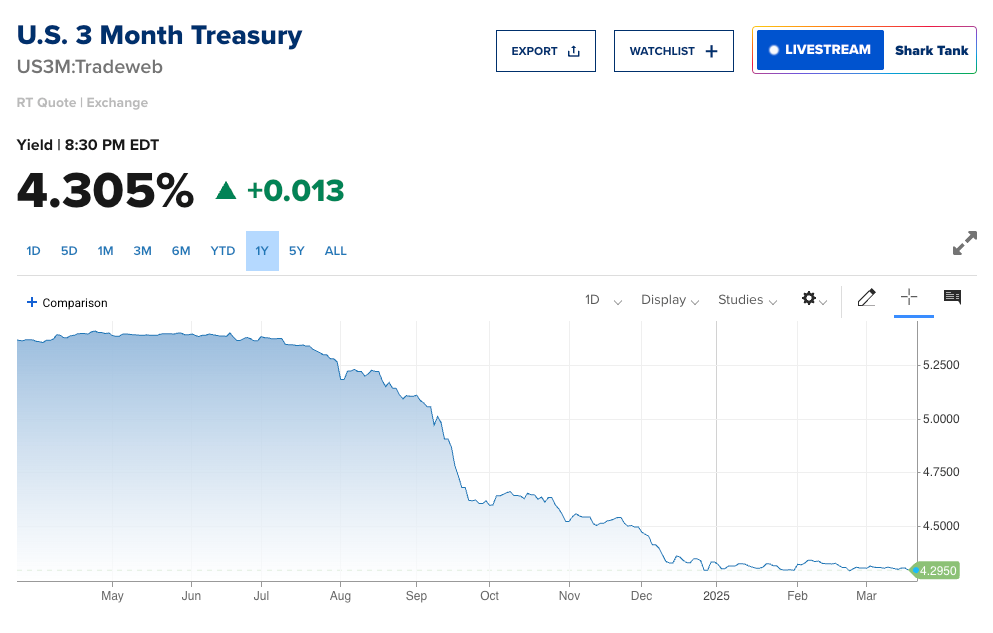 U.S. 3 Month Treasury
US3M:Tradeweb
EXPORT
WATCHLIST
LIVESTREAM
Shark Tank
RT Quote | Exchange
Yield | 8:30 PM EDT
4.305% ▲ +0.013
1D 5D 1M 3M 6M YTD 1Y 5Y ALL
+ Comparison
1D Display Studies
5.2500
5.0000
4.7500
4.5000
4.2950
May Jun Jul Aug Sep Oct Nov Dec 2025 Feb Mar